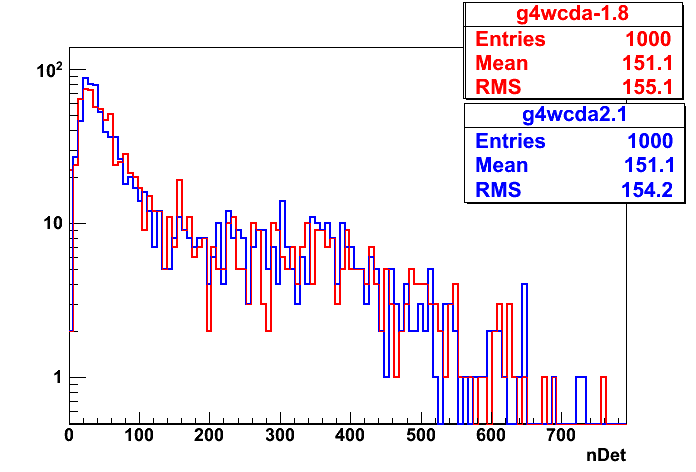 g4wcda-1.8
Entries 1000
Mean 151.1
RMS 155.1
g4wcda2.1
Entries 1000
Mean 151.1
RMS 154.2
10²
10
1
0 100 200 300 400 500 600 700
nDet